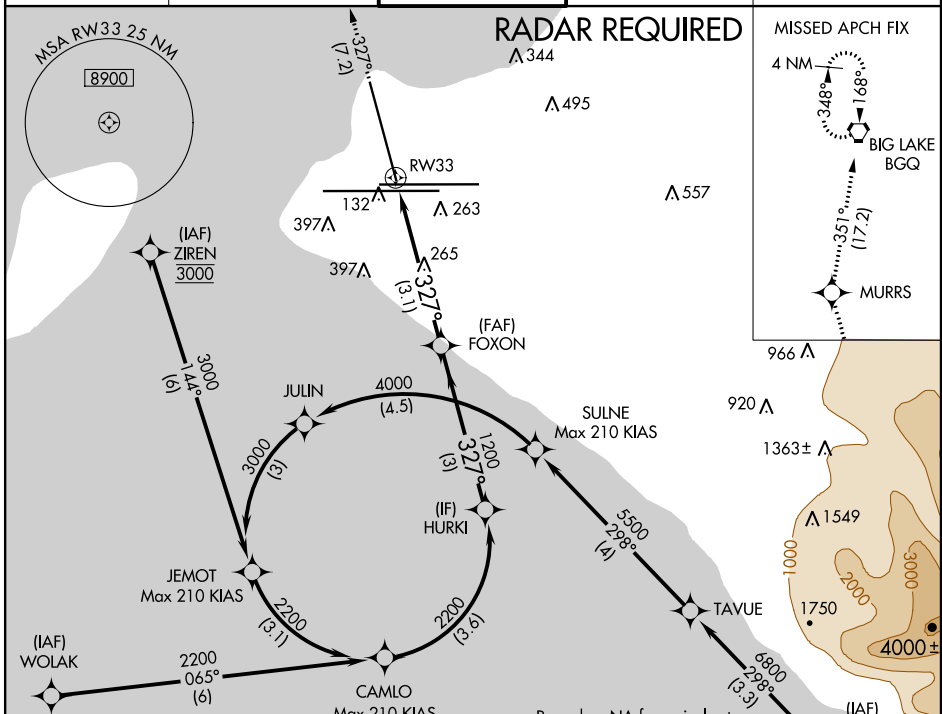 RADAR REQUIRED
MSA RW33 25 NM
8900
327°
(7.2)
344
495
MISSED APCH FIX
4 NM
348°
168°
BIG LAKE
BGQ
351°
(17.2)
MURRS
RW33
132
263
557
397
397
265
327°
(3.1)
(IAF)
ZIREN
3000
(FAF)
FOXON
3000
144°
(6)
JULIN
4000
(4.5)
SULNE
Max 210 KIAS
966
920
1363±
1549
3000
(3)
1200
327°
(3)
(IF)
HURKI
5500
298°
(4)
1000
2000
3000
JEMOT
Max 210 KIAS
2200
(3.1)
2200
(3.6)
TAVUE
1750
4000±
(IAF)
WOLAK
2200
065°
(6)
CAMLO
Max 210 KIAS
6800
298°
(3.3)
(IAF)